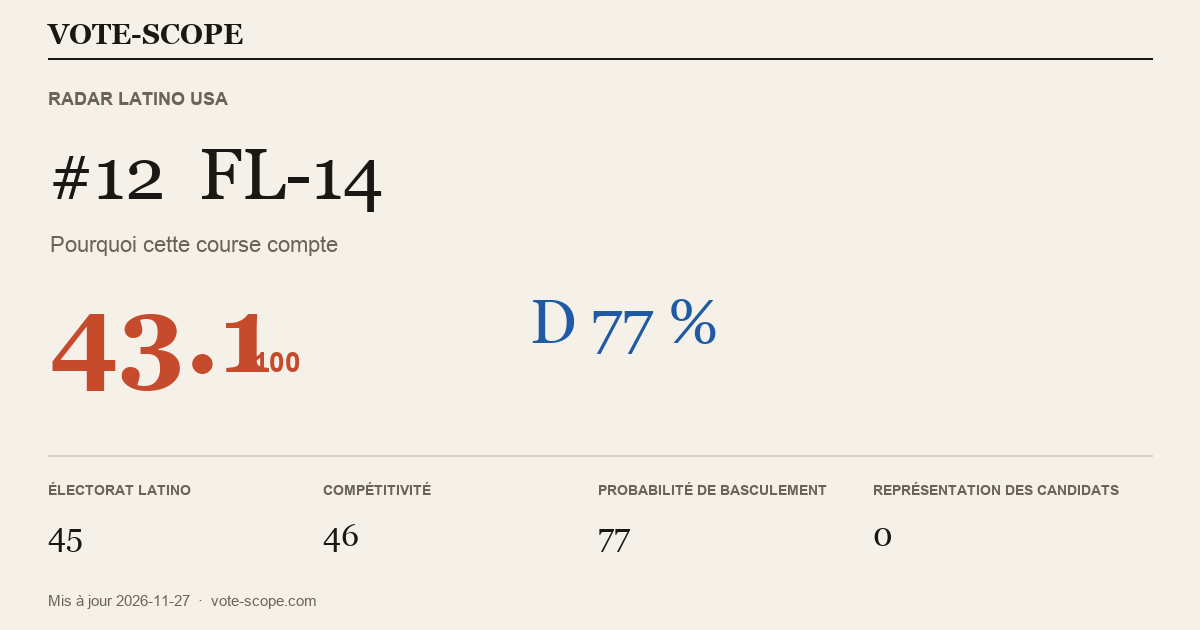 VOTE-SCOPE
RADAR LATINO USA
#12 FL-14
Pourquoi cette course compte
43.1/100
D 77 %
ÉLECTORAT LATINO
COMPÉTITIVITÉ
PROBABILITÉ DE BASCULEMENT
REPRÉSENTATION DES CANDIDATS
45
46
77
0
Mis à jour 2026-11-27 · vote-scope.com